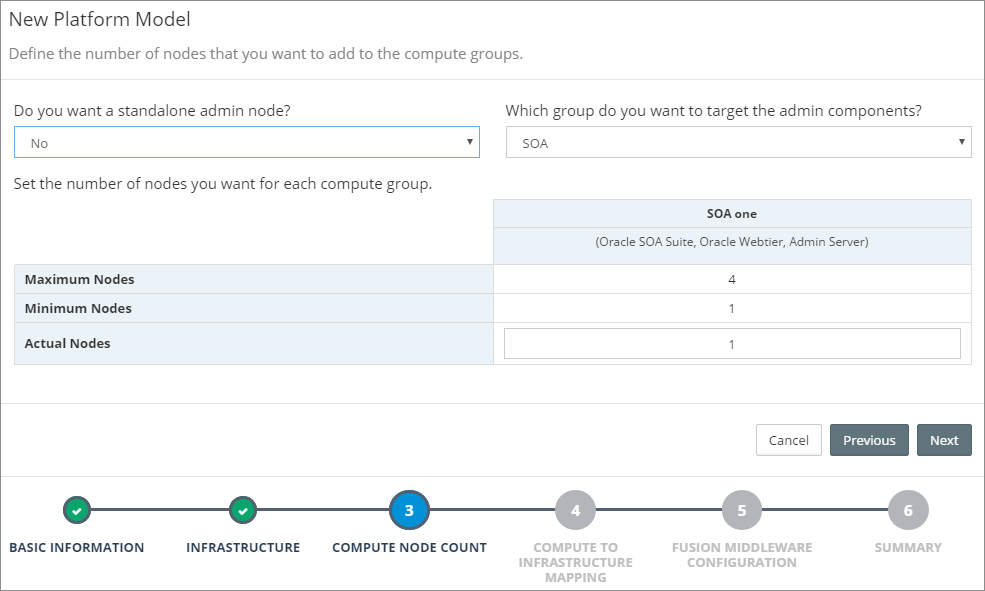 New Platform Model
Define the number of nodes that you want to add to the compute groups.
Do you want a standalone admin node?
No
Which group do you want to target the admin components?
SOA
Set the number of nodes you want for each compute group.
SOA one
(Oracle SOA Suite, Oracle Webtier, Admin Server)
Maximum Nodes 4
Minimum Nodes 1
Actual Nodes 1
Cancel Previous Next
3 4 5 6
BASIC INFORMATION
INFRASTRUCTURE
COMPUTE NODE COUNT
COMPUTE TO
INFRASTRUCTURE
MAPPING
FUSION MIDDLEWARE
CONFIGURATION
SUMMARY